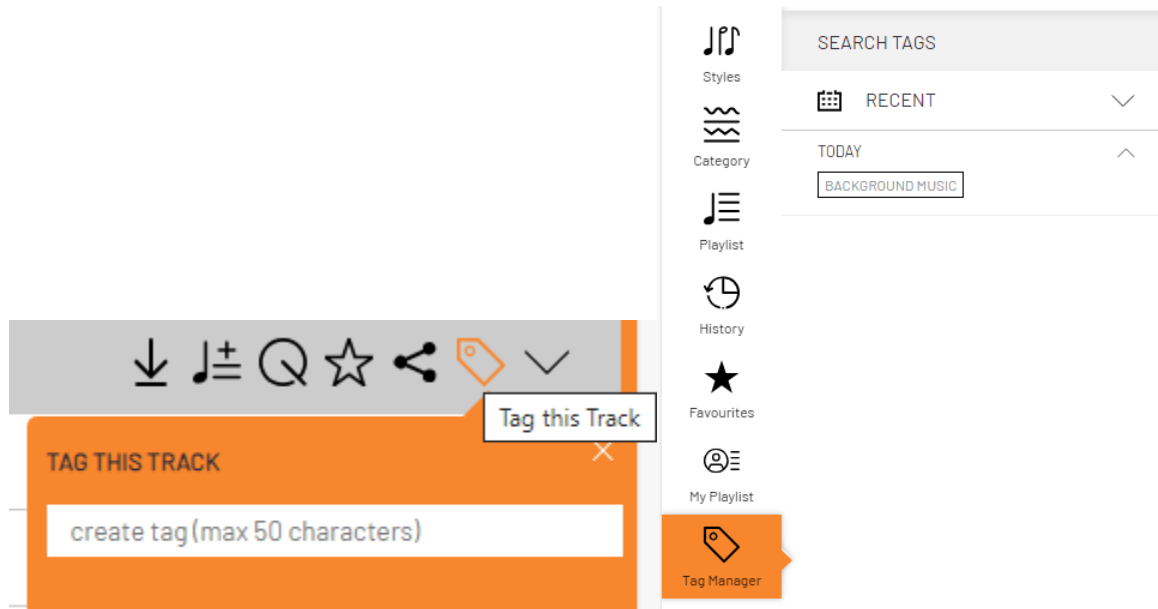 Tag this Track
TAG THIS TRACK
create tag (max 50 characters)
Styles
Category
Playlist
History
Favourites
My Playlist
Tag Manager
SEARCH TAGS
RECENT
TODAY
BACKGROUND MUSIC